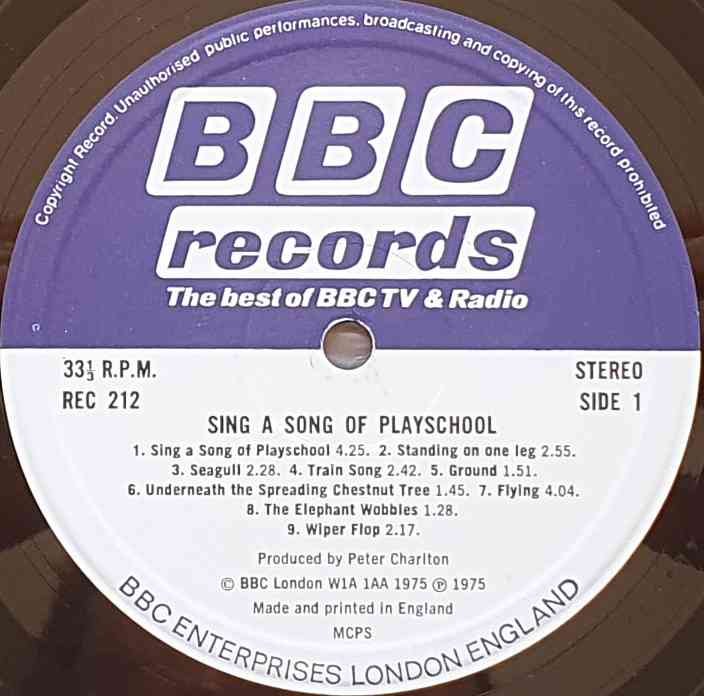 Copyright Record. Unauthorised public performances, broadcasting and copying of this record prohibited
BBC
records
The best of BBC TV & Radio
33⅓ R.P.M.
STEREO
REC 212
SIDE 1
SING A SONG OF PLAYSCHOOL
1. Sing a Song of Playschool 4.25. 2. Standing on one leg 2.55.
3. Seagull 2.28. 4. Train Song 2.42. 5. Ground 1.51.
6. Underneath the Spreading Chestnut Tree 1.45. 7. Flying 4.04.
8. The Elephant Wobbles 1.28.
9. Wiper Flop 2.17.
Produced by Peter Charlton
© BBC London W1A 1AA 1975 ℗ 1975
Made and printed in England
MCPS
BBC ENTERPRISES LONDON ENGLAND